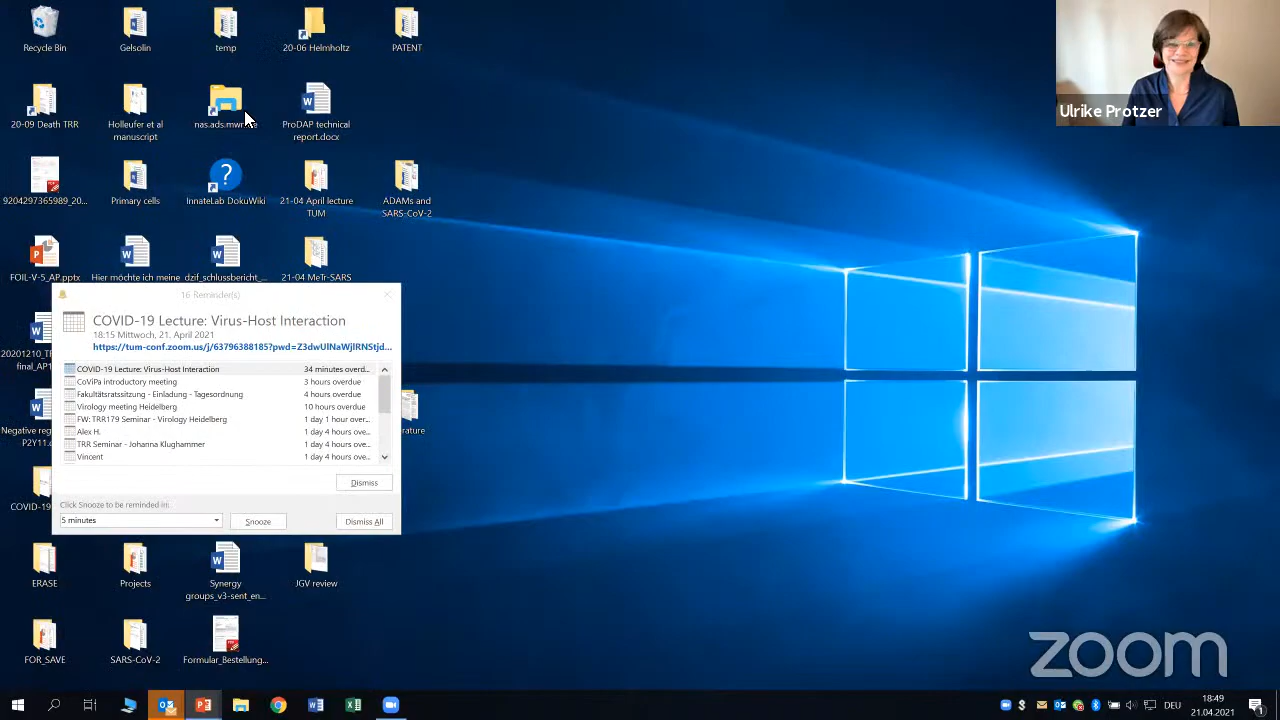 Recycle Bin
Gelsolin
temp
20-06 Helmholtz
PATENT
Ulrike Protzer
20-09 Death TRR
Holleufer et al
manuscript
ProDAP technical
report.docx
9204297365989_20...
Primary cells
InnateLab DokuWiki
21-04 April lecture
TUM
ADAMs and
SARS-CoV-2
FOIL-V-5_AP.pptx
Hier möchte ich meine
dzif_schlussbericht_...
21-04 MeTr-SARS
16 Reminder(s)
COVID-19 Lecture: Virus-Host Interaction
18:15 Mittwoch, 21. April 2021
https://tum-conf.zoom.us/j/63796388185?pwd=Z3dwUlNaWjlRNStjd...
COVID-19 Lecture: Virus-Host Interaction 34 minutes overd...
CoViPa introductory meeting 3 hours overdue
Fakultätsratssitzung - Einladung - Tagesordnung 4 hours overdue
Virology meeting Heidelberg 10 hours overdue
FW: TRR179 Seminar - Virology Heidelberg 1 day 1 hour over...
Alex H. 1 day 4 hours ove...
TRR Seminar - Johanna Klughammer 1 day 4 hours ove...
Vincent 1 day 4 hours ove...
Dismiss
Click Snooze to be reminded in:
5 minutes
Snooze
Dismiss All
Negative re
P2Y11.
COVID-19
ERASE
Projects
Synergy
groups_v3-sent_en...
JGV review
FOR_SAVE
SARS-CoV-2
Formular_Bestellung...
zoom
DEU
18:49
21.04.2021